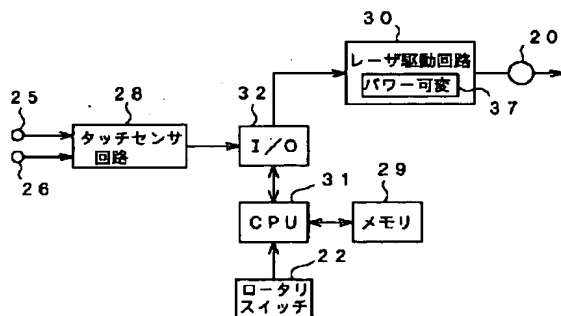 30
レーザ駆動回路
パワー可変
20
37
25
28
32
タッチセンサ
回路
I/O
26
31
29
CPU
メモリ
22
ロータリ
スイッチ